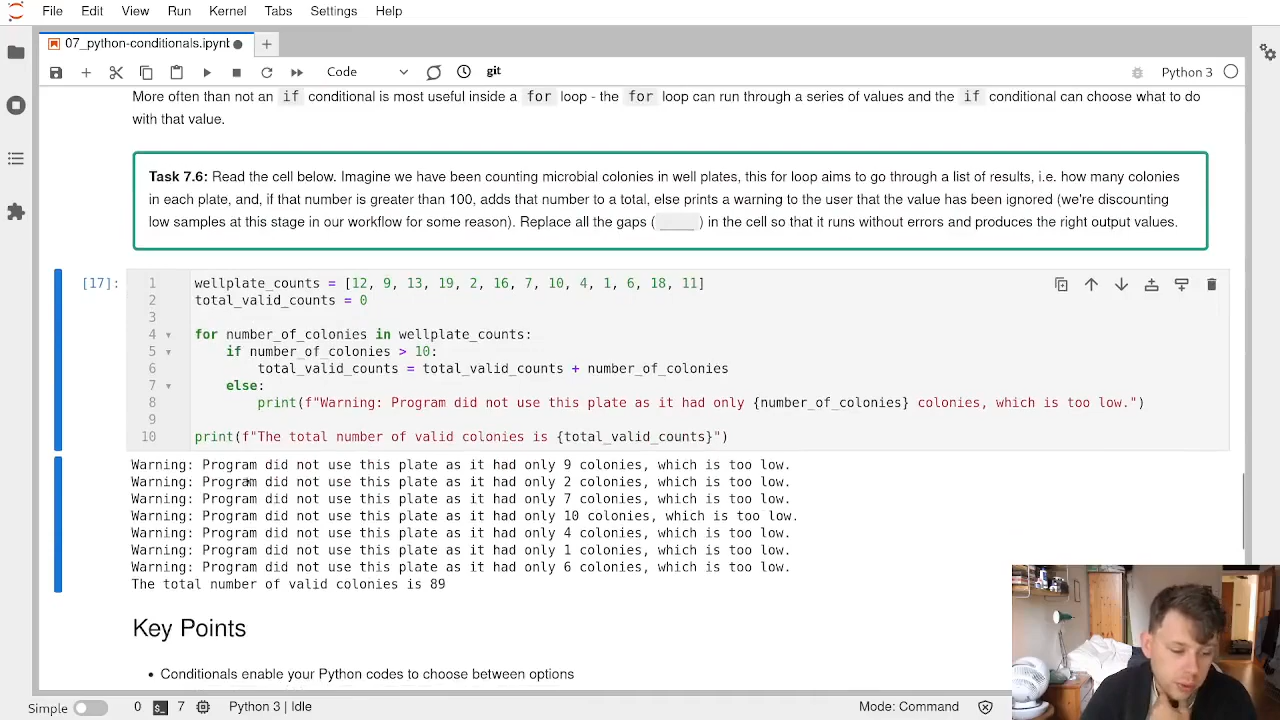 File Edit View Run Kernel Tabs Settings Help
07_python-conditionals.ipynb
Code git Python 3
More often than not an if conditional is most useful inside a for loop - the for loop can run through a series of values and the if conditional can choose what to do
with that value.
Task 7.6: Read the cell below. Imagine we have been counting microbial colonies in well plates, this for loop aims to go through a list of results, i.e. how many colonies
in each plate, and, if that number is greater than 100, adds that number to a total, else prints a warning to the user that the value has been ignored (we're discounting
low samples at this stage in our workflow for some reason). Replace all the gaps ( ____ ) in the cell so that it runs without errors and produces the right output values.
[17]: 1 wellplate_counts = [12, 9, 13, 19, 2, 16, 7, 10, 4, 1, 6, 18, 11]
2 total_valid_counts = 0
3
4 for number_of_colonies in wellplate_counts:
5 if number_of_colonies > 10:
6 total_valid_counts = total_valid_counts + number_of_colonies
7 else:
8 print(f"Warning: Program did not use this plate as it had only {number_of_colonies} colonies, which is too low.")
9
10 print(f"The total number of valid colonies is {total_valid_counts}")
Warning: Program did not use this plate as it had only 9 colonies, which is too low.
Warning: Program did not use this plate as it had only 2 colonies, which is too low.
Warning: Program did not use this plate as it had only 7 colonies, which is too low.
Warning: Program did not use this plate as it had only 10 colonies, which is too low.
Warning: Program did not use this plate as it had only 4 colonies, which is too low.
Warning: Program did not use this plate as it had only 1 colonies, which is too low.
Warning: Program did not use this plate as it had only 6 colonies, which is too low.
The total number of valid colonies is 89
Key Points
• Conditionals enable your Python codes to choose between options
Simple 0 7 Python 3 | Idle Mode: Command